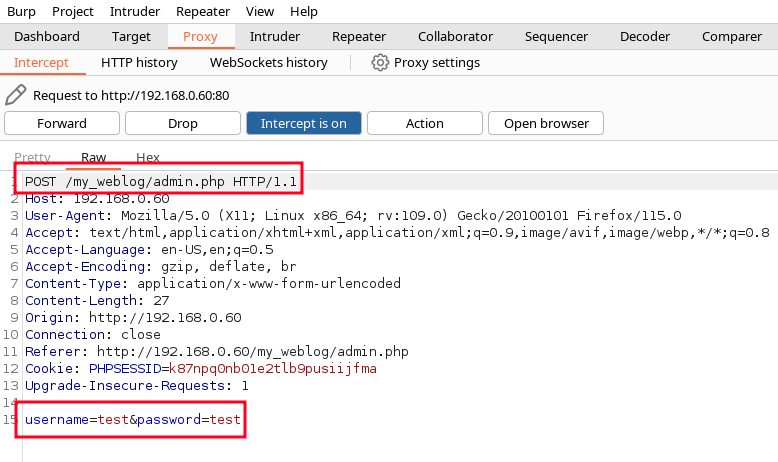 Burp Project Intruder Repeater View Help
Dashboard Target Proxy Intruder Repeater Collaborator Sequencer Decoder Comparer
Intercept HTTP history WebSockets history Proxy settings
Request to http://192.168.0.60:80
Forward Drop Intercept is on Action Open browser
Pretty Raw Hex
1 POST /my_weblog/admin.php HTTP/1.1
2 Host: 192.168.0.60
3 User-Agent: Mozilla/5.0 (X11; Linux x86_64; rv:109.0) Gecko/20100101 Firefox/115.0
4 Accept: text/html,application/xhtml+xml,application/xml;q=0.9,image/avif,image/webp,*/*;q=0.8
5 Accept-Language: en-US,en;q=0.5
6 Accept-Encoding: gzip, deflate, br
7 Content-Type: application/x-www-form-urlencoded
8 Content-Length: 27
9 Origin: http://192.168.0.60
10 Connection: close
11 Referer: http://192.168.0.60/my_weblog/admin.php
12 Cookie: PHPSESSID=k87npq0nb01e2tlb9pusiijfma
13 Upgrade-Insecure-Requests: 1
14
15 username=test&password=test